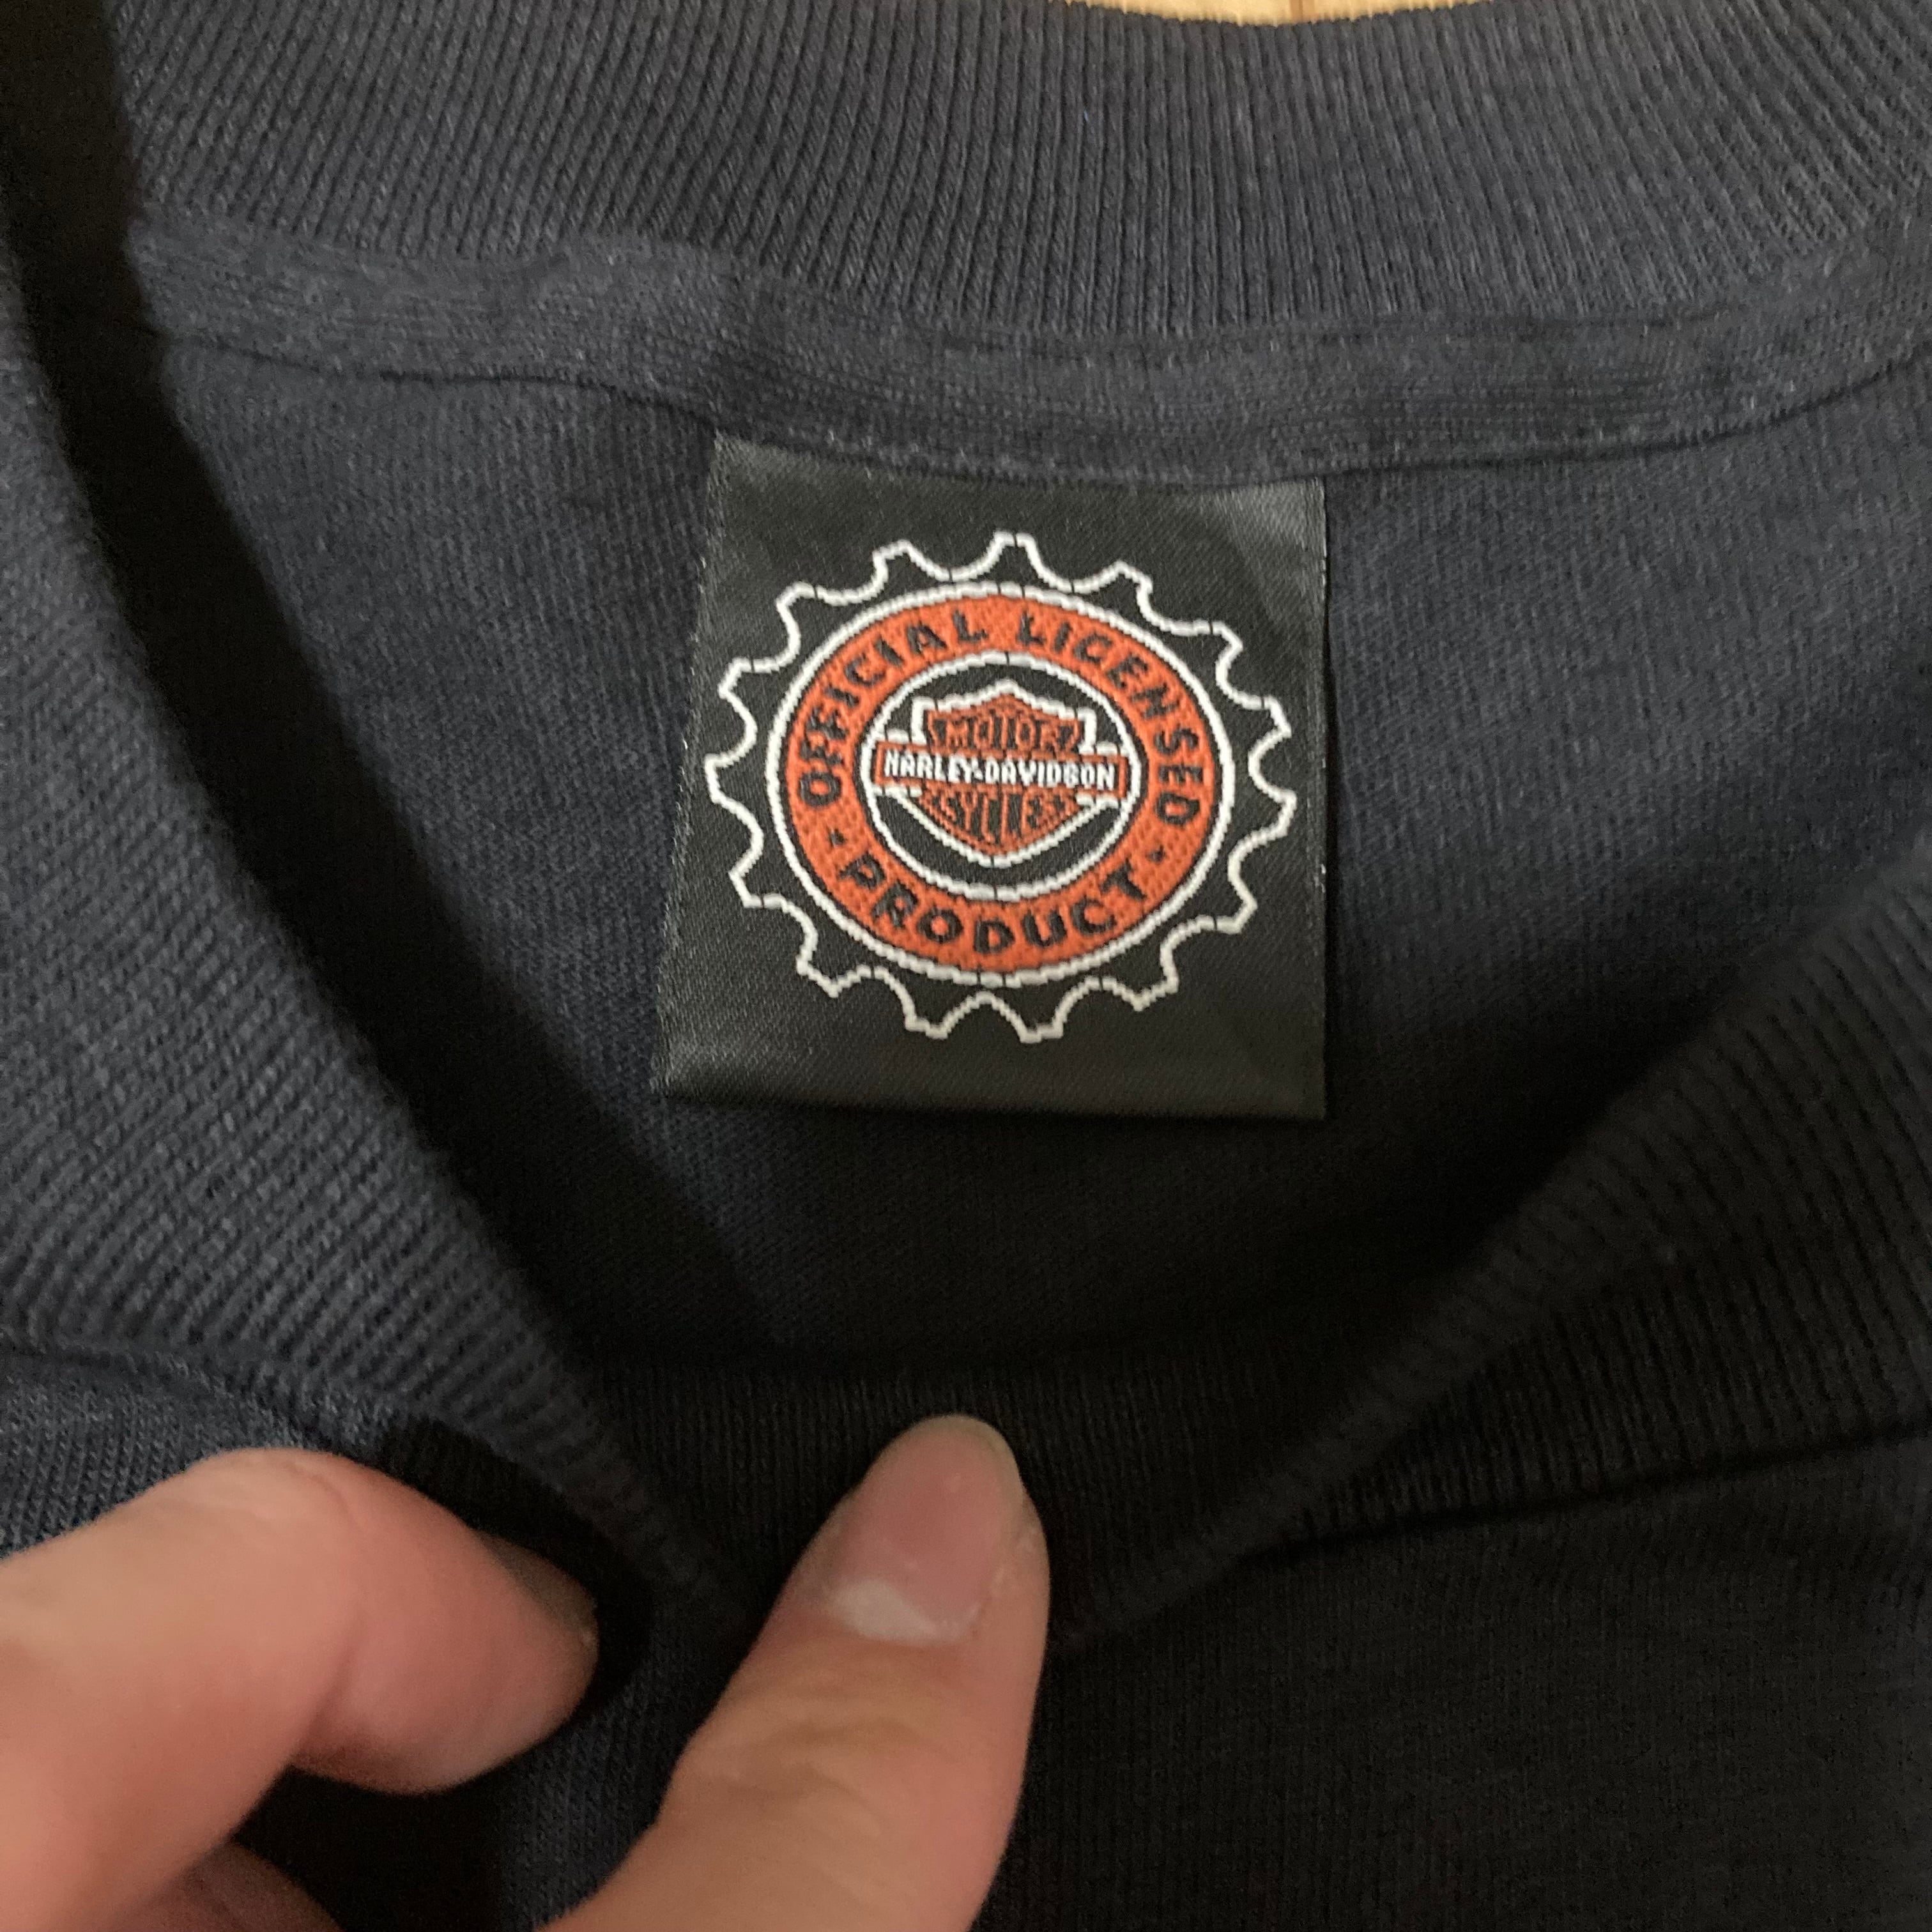 OFFICIAL LICENSED
MOTOR
HARLEY-DAVIDSON
CYCLES
• PRODUCT •